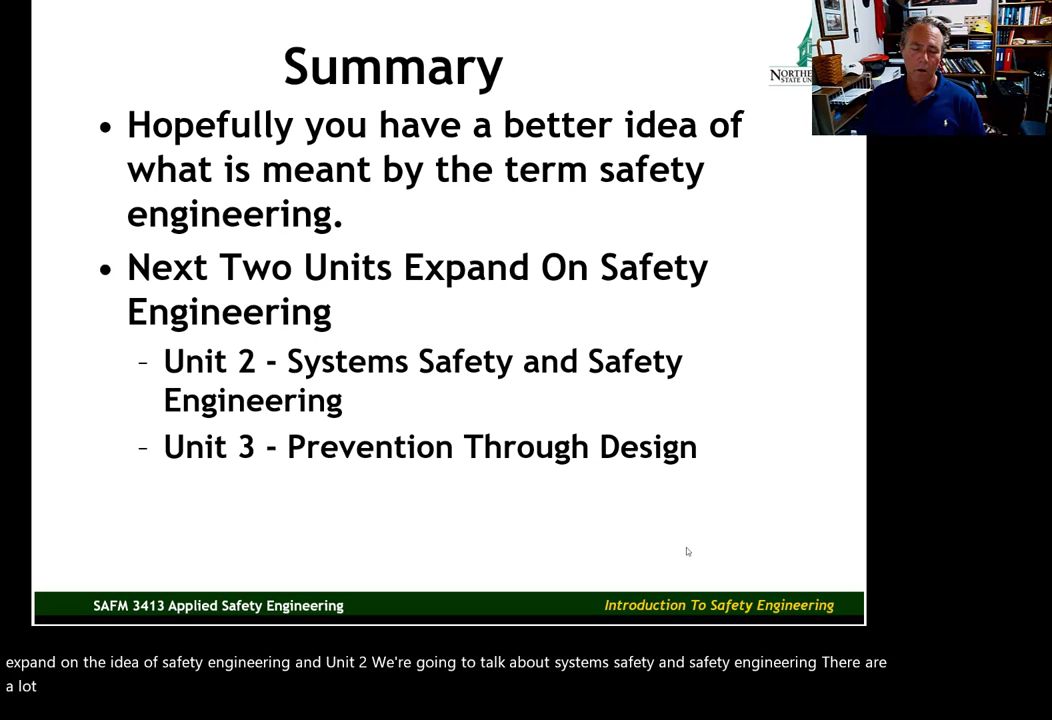 Summary
NORTHE
STATE UN
• Hopefully you have a better idea of
what is meant by the term safety
engineering.
• Next Two Units Expand On Safety
Engineering
- Unit 2 - Systems Safety and Safety
Engineering
- Unit 3 - Prevention Through Design
SAFM 3413 Applied Safety Engineering
Introduction To Safety Engineering
expand on the idea of safety engineering and Unit 2 We're going to talk about systems safety and safety engineering There are
a lot